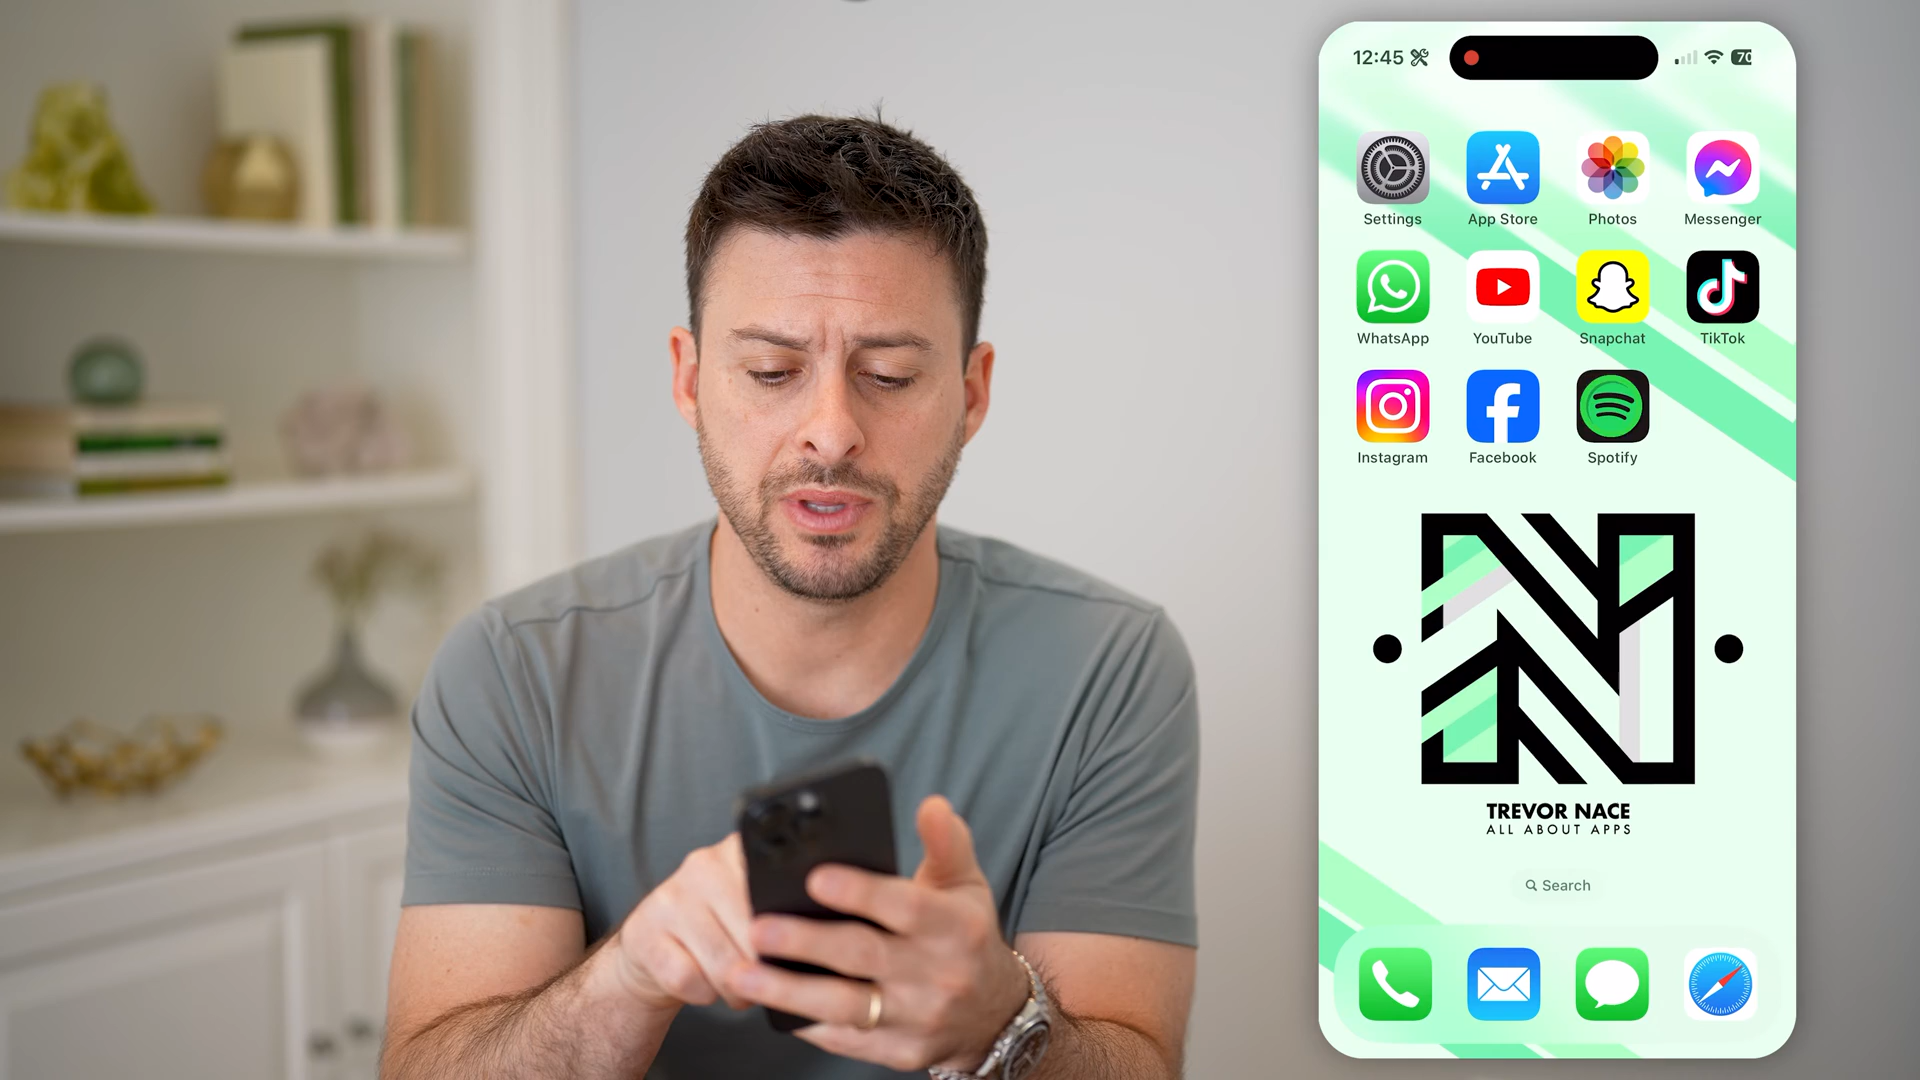 12:45
70
Settings
App Store
Photos
Messenger
WhatsApp
YouTube
Snapchat
TikTok
Instagram
Facebook
Spotify
TREVOR NACE
ALL ABOUT APPS
Search